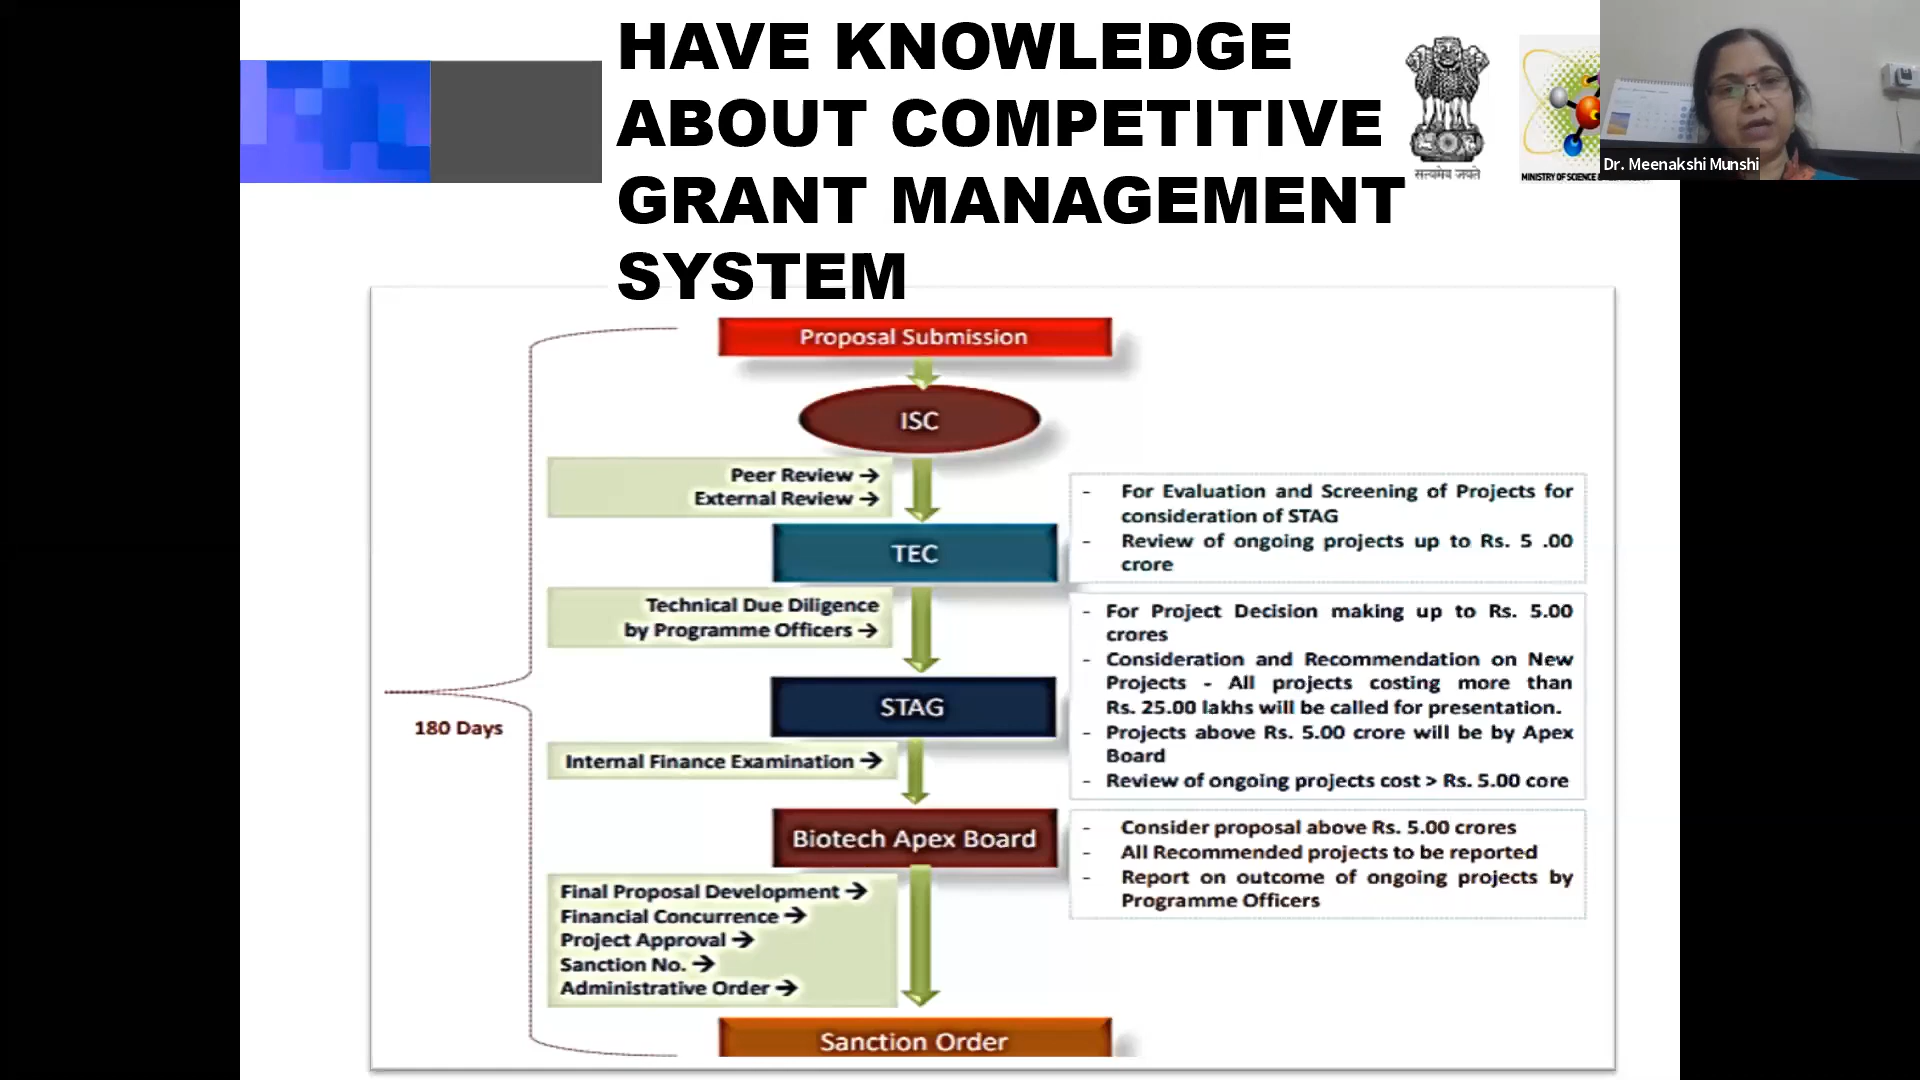 HAVE KNOWLEDGE
ABOUT COMPETITIVE
GRANT MANAGEMENT
SYSTEM
सत्यमेव जयते
MINISTRY OF SCIENCE
Dr. Meenakshi Munshi
Proposal Submission
ISC
Peer Review →
External Review →
TEC
- For Evaluation and Screening of Projects for
consideration of STAG
- Review of ongoing projects up to Rs. 5 .00
crore
Technical Due Diligence
by Programme Officers →
STAG
- For Project Decision making up to Rs. 5.00
crores
- Consideration and Recommendation on New
Projects - All projects costing more than
Rs. 25.00 lakhs will be called for presentation.
- Projects above Rs. 5.00 crore will be by Apex
Board
- Review of ongoing projects cost > Rs. 5.00 core
180 Days
Internal Finance Examination →
Biotech Apex Board
- Consider proposal above Rs. 5.00 crores
- All Recommended projects to be reported
- Report on outcome of ongoing projects by
Programme Officers
Final Proposal Development →
Financial Concurrence →
Project Approval →
Sanction No. →
Administrative Order →
Sanction Order